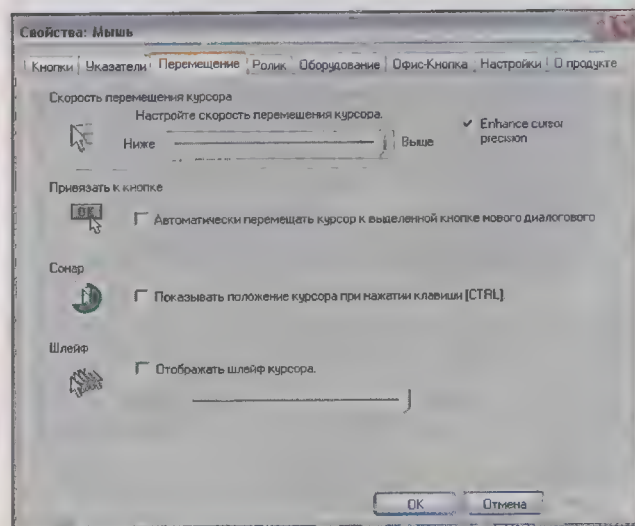 Свойства: Мышь
Кнопки Указатели Перемещение Ролик Оборудование Офис-Кнопка Настройки О продукте
Скорость перемещения курсора
Настройте скорость перемещения курсора.
Ниже Выше
Enhance cursor precision
Привязать к кнопке
OK
Автоматически перемещать курсор к выделенной кнопке нового диалогового
Сонар
Показывать положение курсора при нажатии клавиши [CTRL]
Шлейф
Отображать шлейф курсора.
OK Отмена